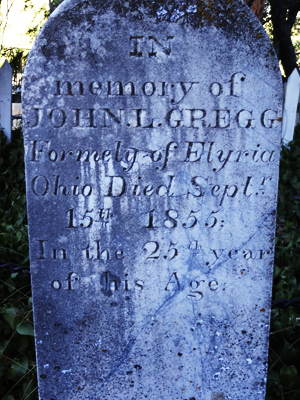 IN
memory of
JOHN.L.GREGG
Formely of Elyria
Ohio Died Sept.
15th 1855;
In the 25th year
of his Age.